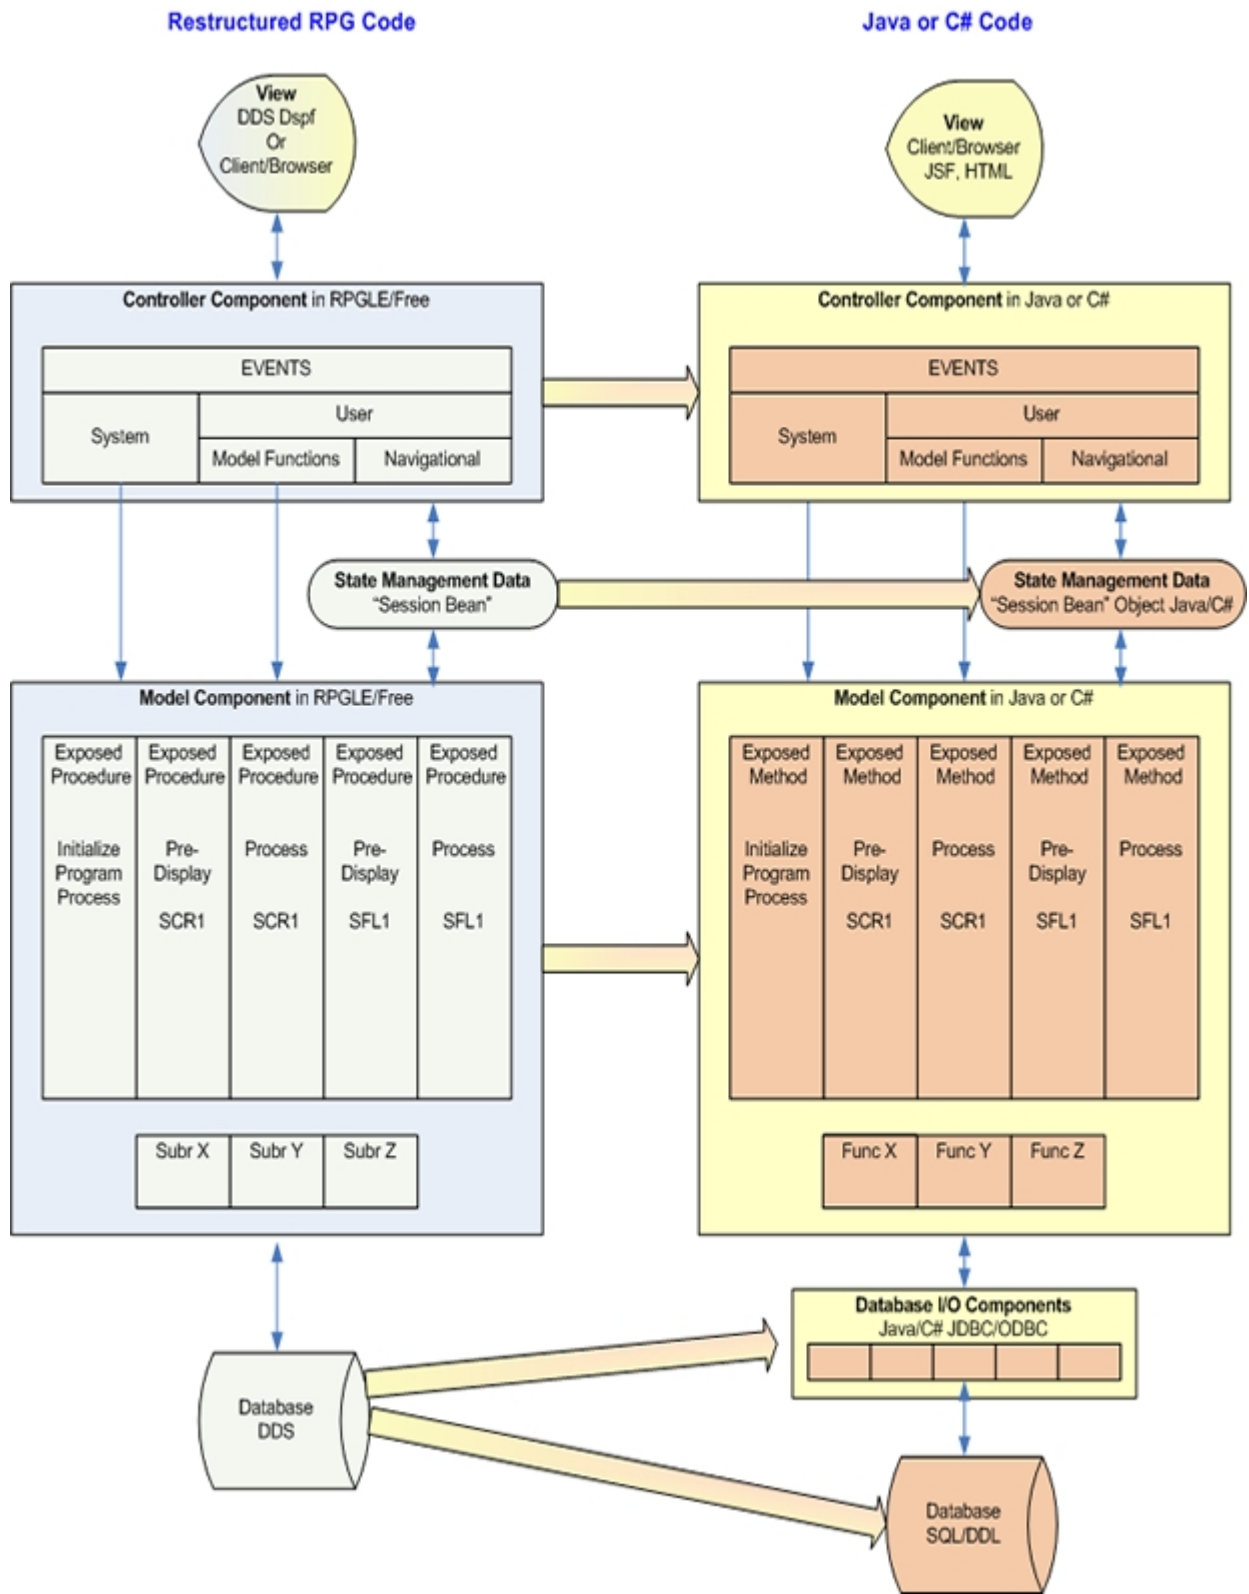 Restructured RPG Code
Java or C# Code
View
DDS Dspf
Or
Client/Browser
View
Client/Browser
JSF, HTML
Controller Component in RPGLE/Free
EVENTS
System
User
Model Functions
Navigational
Controller Component in Java or C#
EVENTS
System
User
Model Functions
Navigational
State Management Data
“Session Bean”
State Management Data
“Session Bean” Object Java/C#
Model Component in RPGLE/Free
Exposed
Procedure
Initialize
Program
Process
Exposed
Procedure
Pre-
Display
SCR1
Exposed
Procedure
Process
SCR1
Exposed
Procedure
Pre-
Display
SFL1
Exposed
Procedure
Process
SFL1
Subr X
Subr Y
Subr Z
Model Component in Java or C#
Exposed
Method
Initialize
Program
Process
Exposed
Method
Pre-
Display
SCR1
Exposed
Method
Process
SCR1
Exposed
Method
Pre-
Display
SFL1
Exposed
Method
Process
SFL1
Func X
Func Y
Func Z
Database I/O Components
Java/C# JDBC/ODBC
Database
DDS
Database
SQL/DDL